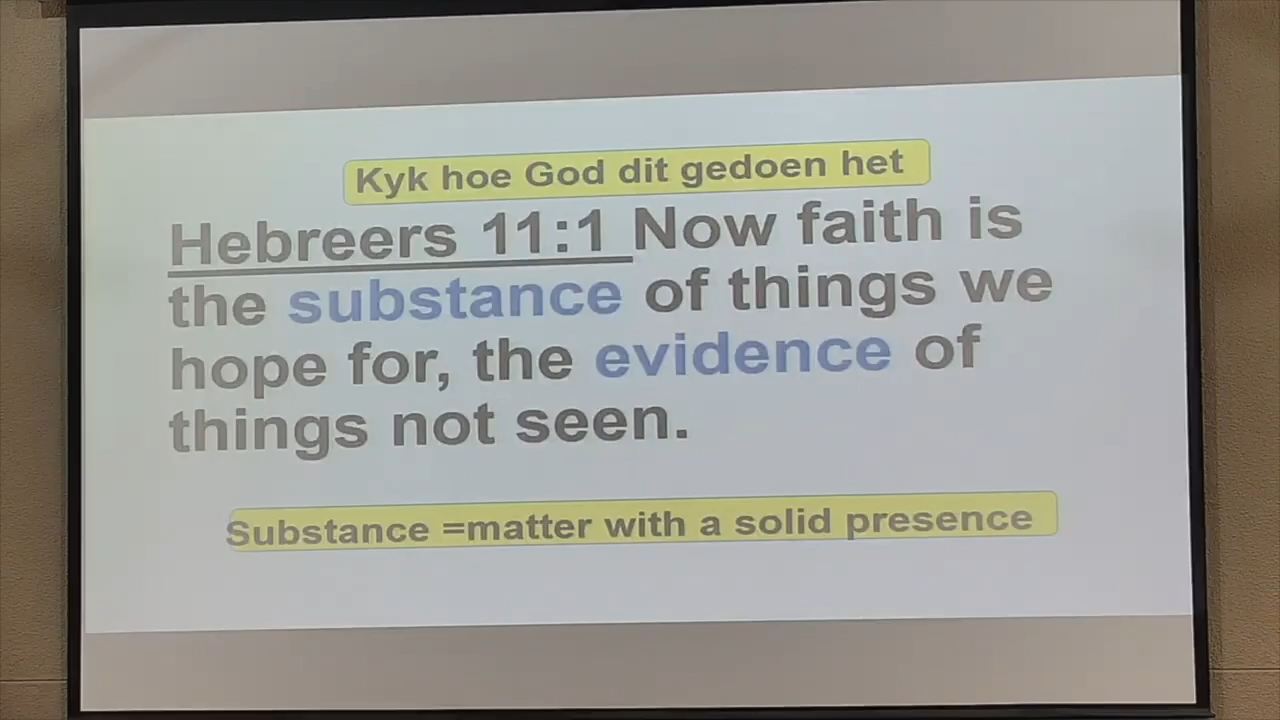 Kyk hoe God dit gedoen het
Hebreers 11:1 Now faith is
the substance of things we
hope for, the evidence of
things not seen.
Substance =matter with a solid presence